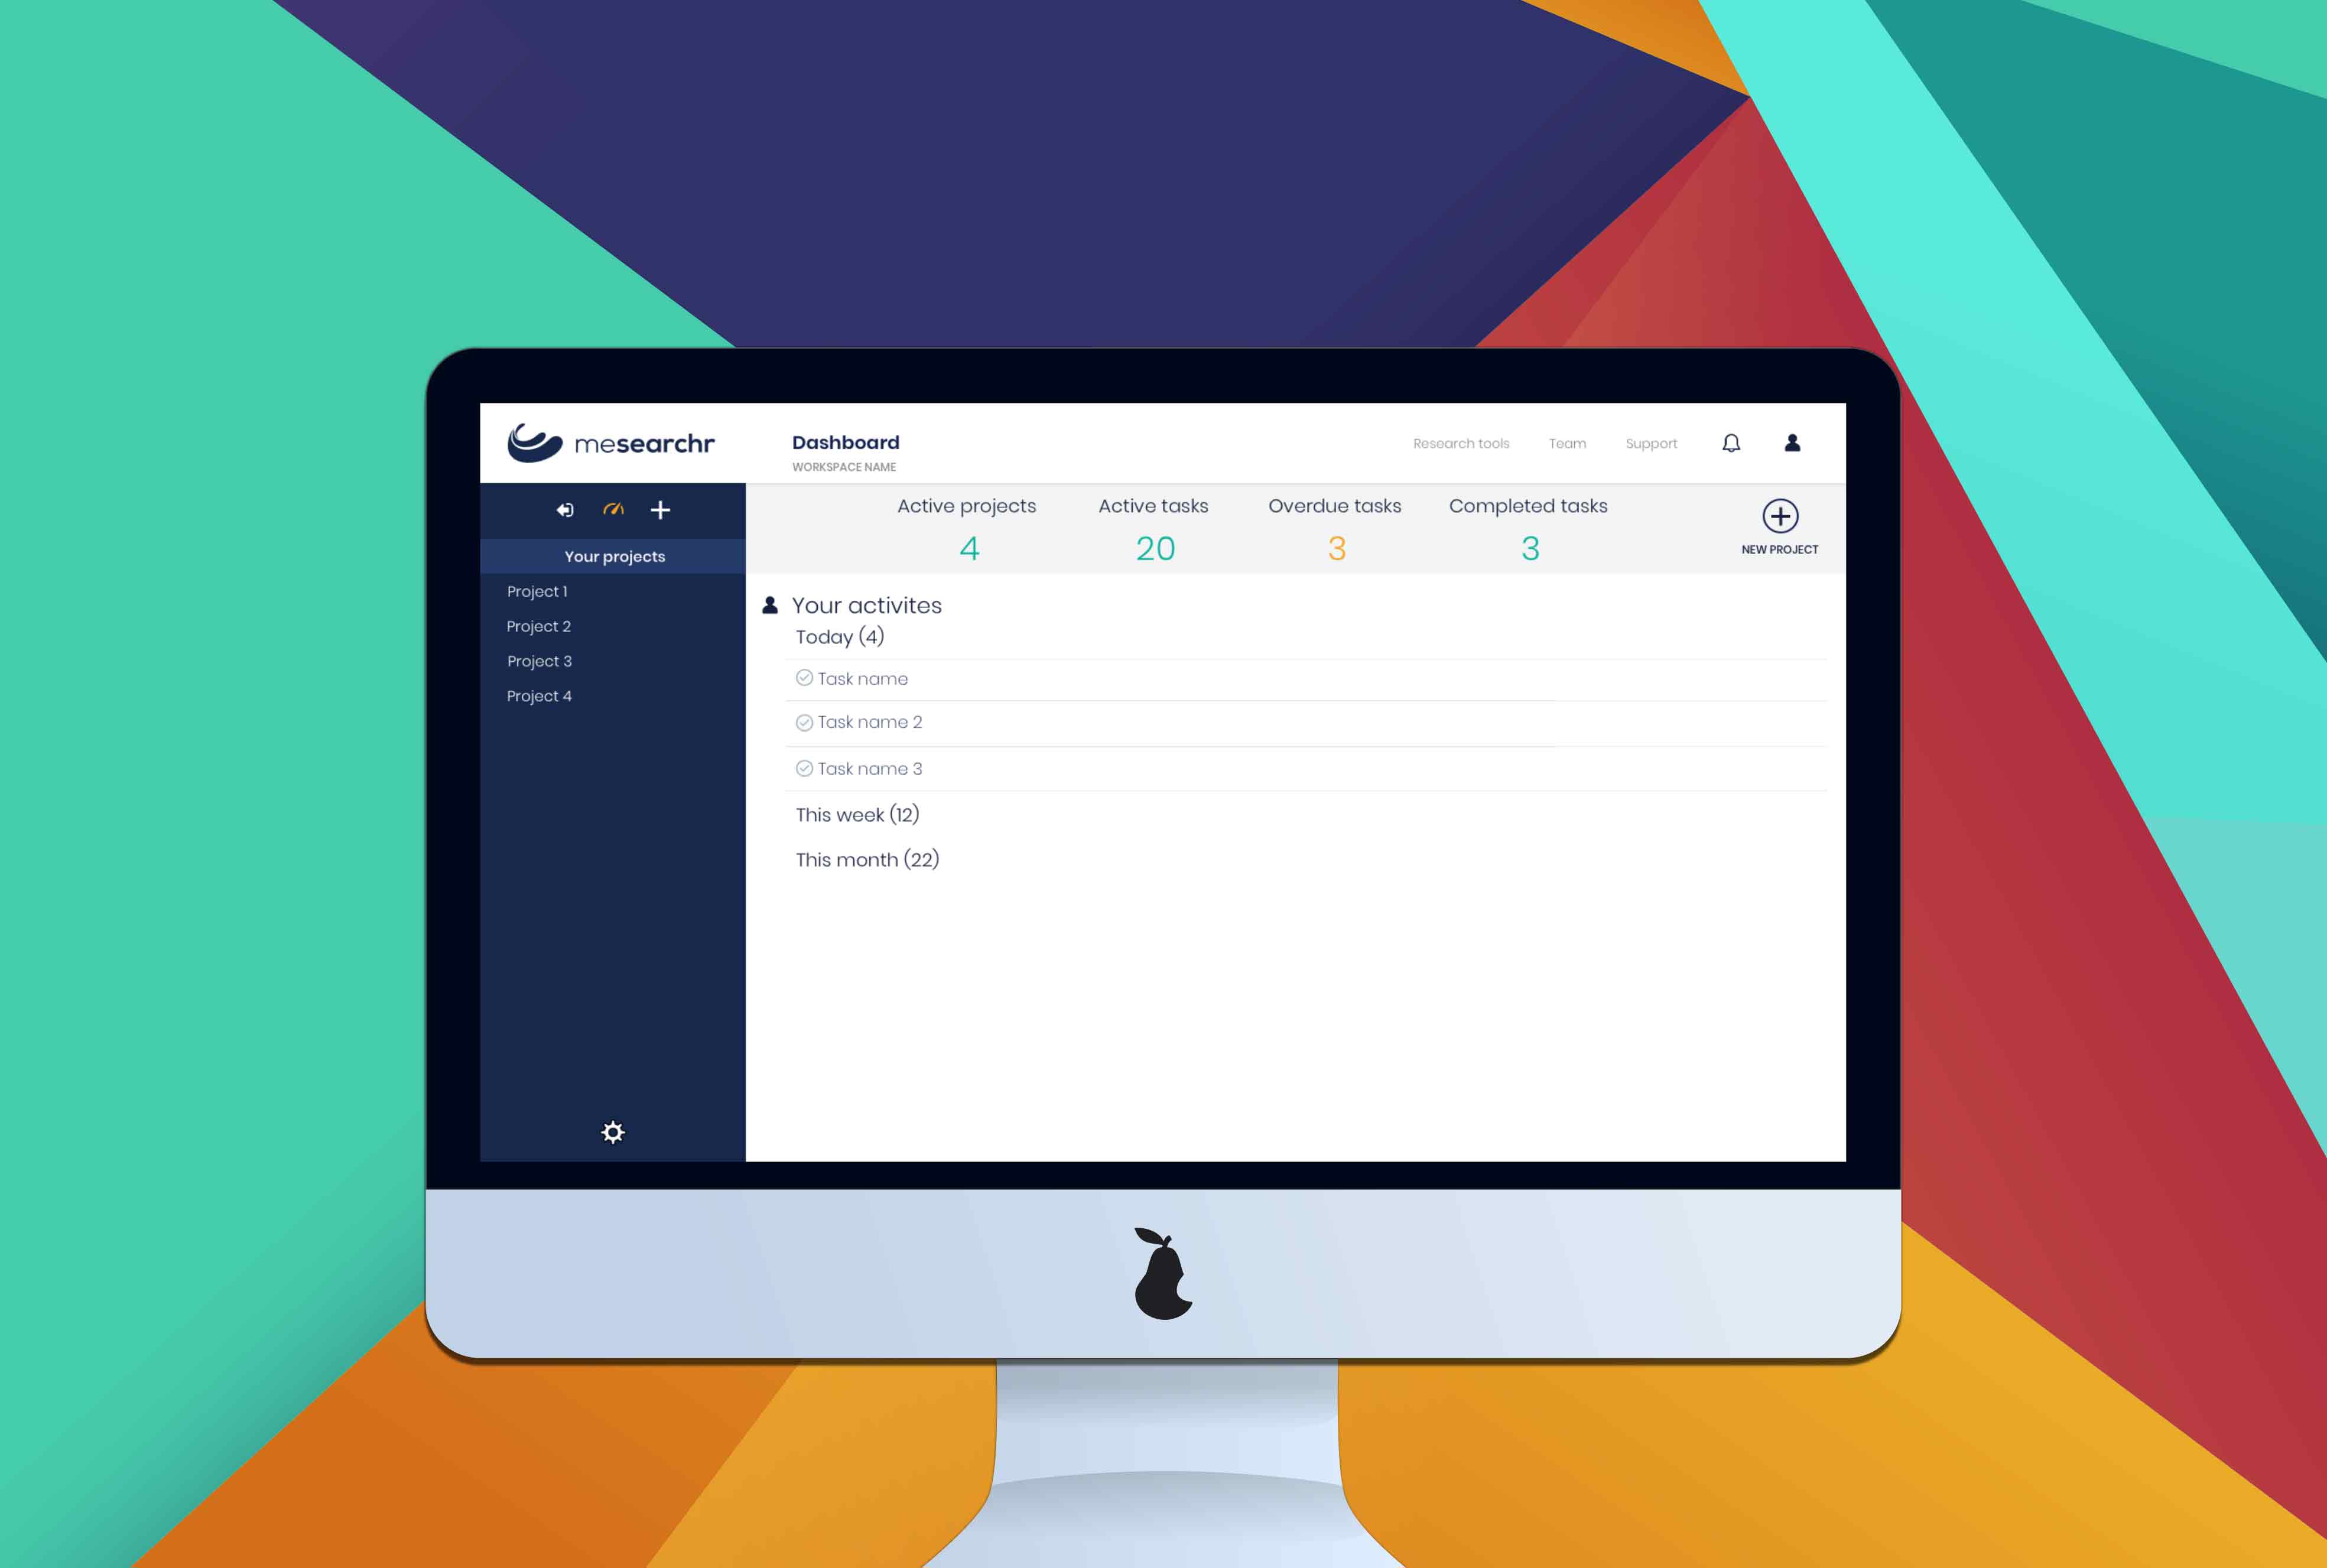 mesearchr
Dashboard
WORKSPACE NAME
Research tools
Team
Support
Your projects
Project 1
Project 2
Project 3
Project 4
Active projects
4
Active tasks
20
Overdue tasks
3
Completed tasks
3
NEW PROJECT
Your activites
Today (4)
Task name
Task name 2
Task name 3
This week (12)
This month (22)